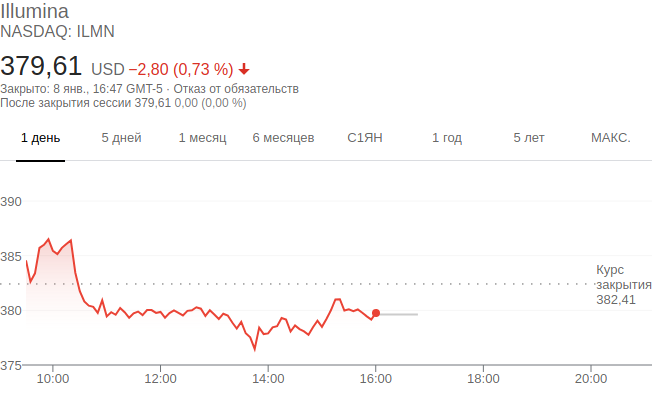 Illumina
NASDAQ: ILMN
379,61 USD −2,80 (0,73 %)
Закрыто: 8 янв., 16:47 GMT-5 · Отказ от обязательств
После закрытия сессии 379,61 0,00 (0,00 %)
1 день 5 дней 1 месяц 6 месяцев С1ЯН 1 год 5 лет МАКС.
390
385
380
375
Курс
закрытия
382,41
10:00 12:00 14:00 16:00 18:00 20:00